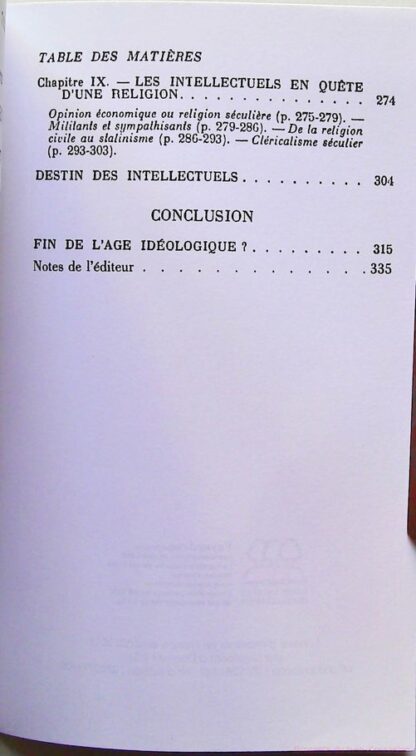 TABLE DES MATIÈRES
Chapitre IX. — LES INTELLECTUELS EN QUÊTE
D'UNE RELIGION. . . . . . . . . . . . . . . . 274
Opinion économique ou religion séculière (p. 275-279). —
Militants et sympathisants (p. 279-286). — De la religion
civile au stalinisme (p. 286-293). — Cléricalisme séculier
(p. 293-303).
DESTIN DES INTELLECTUELS . . . . . . . . . . 304
CONCLUSION
FIN DE L'AGE IDÉOLOGIQUE ? . . . . . . . . . 315
Notes de l'éditeur . . . . . . . . . . . . . . . 335